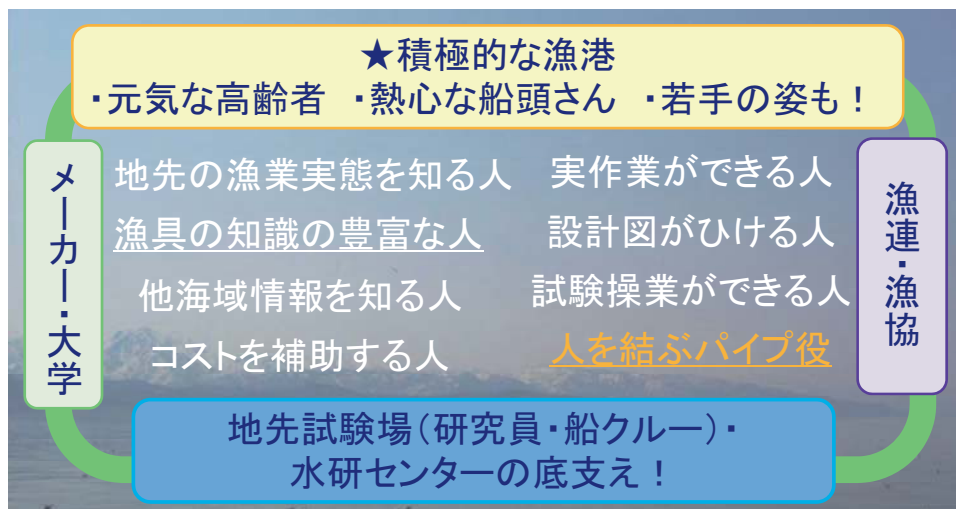 ★積極的な漁港
・元気な高齢者 ・熱心な船頭さん ・若手の姿も！
メーカー・大学
地先の漁業実態を知る人
漁具の知識の豊富な人
他海域情報を知る人
コストを補助する人
実作業ができる人
設計図がひける人
試験操業ができる人
人を結ぶパイプ役
漁連・漁協
地先試験場（研究員・船クルー）・
水研センターの底支え！